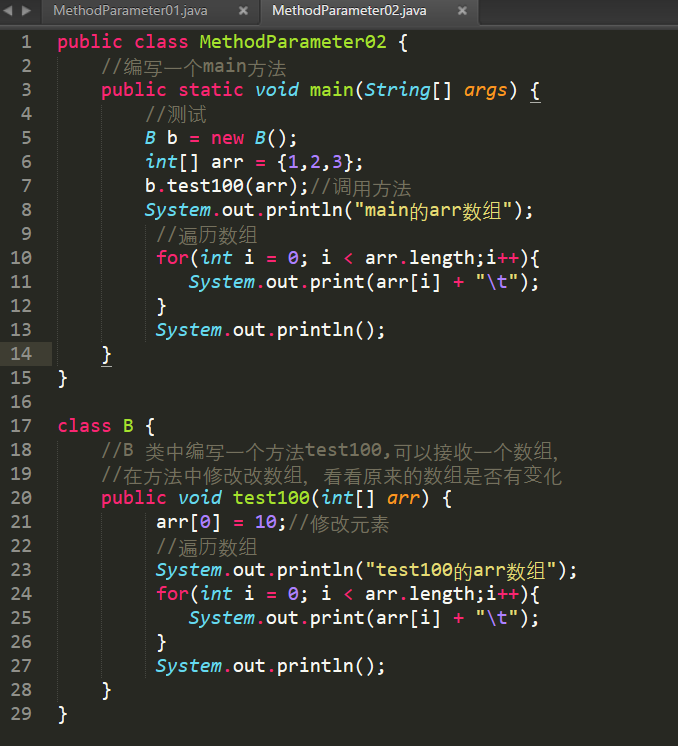 MethodParameter01.java × MethodParameter02.java ×
1 public class MethodParameter02 {
2 //编写一个main方法
3 public static void main(String[] args) {
4 //测试
5 B b = new B();
6 int[] arr = {1,2,3};
7 b.test100(arr);//调用方法
8 System.out.println("main的arr数组");
9 //遍历数组
10 for(int i = 0; i < arr.length;i++){
11 System.out.print(arr[i] + "\t");
12 }
13 System.out.println();
14 }
15 }
16
17 class B {
18 //B 类中编写一个方法test100,可以接收一个数组,
19 //在方法中修改改数组, 看看原来的数组是否有变化
20 public void test100(int[] arr) {
21 arr[0] = 10;//修改元素
22 //遍历数组
23 System.out.println("test100的arr数组");
24 for(int i = 0; i < arr.length;i++){
25 System.out.print(arr[i] + "\t");
26 }
27 System.out.println();
28 }
29 }